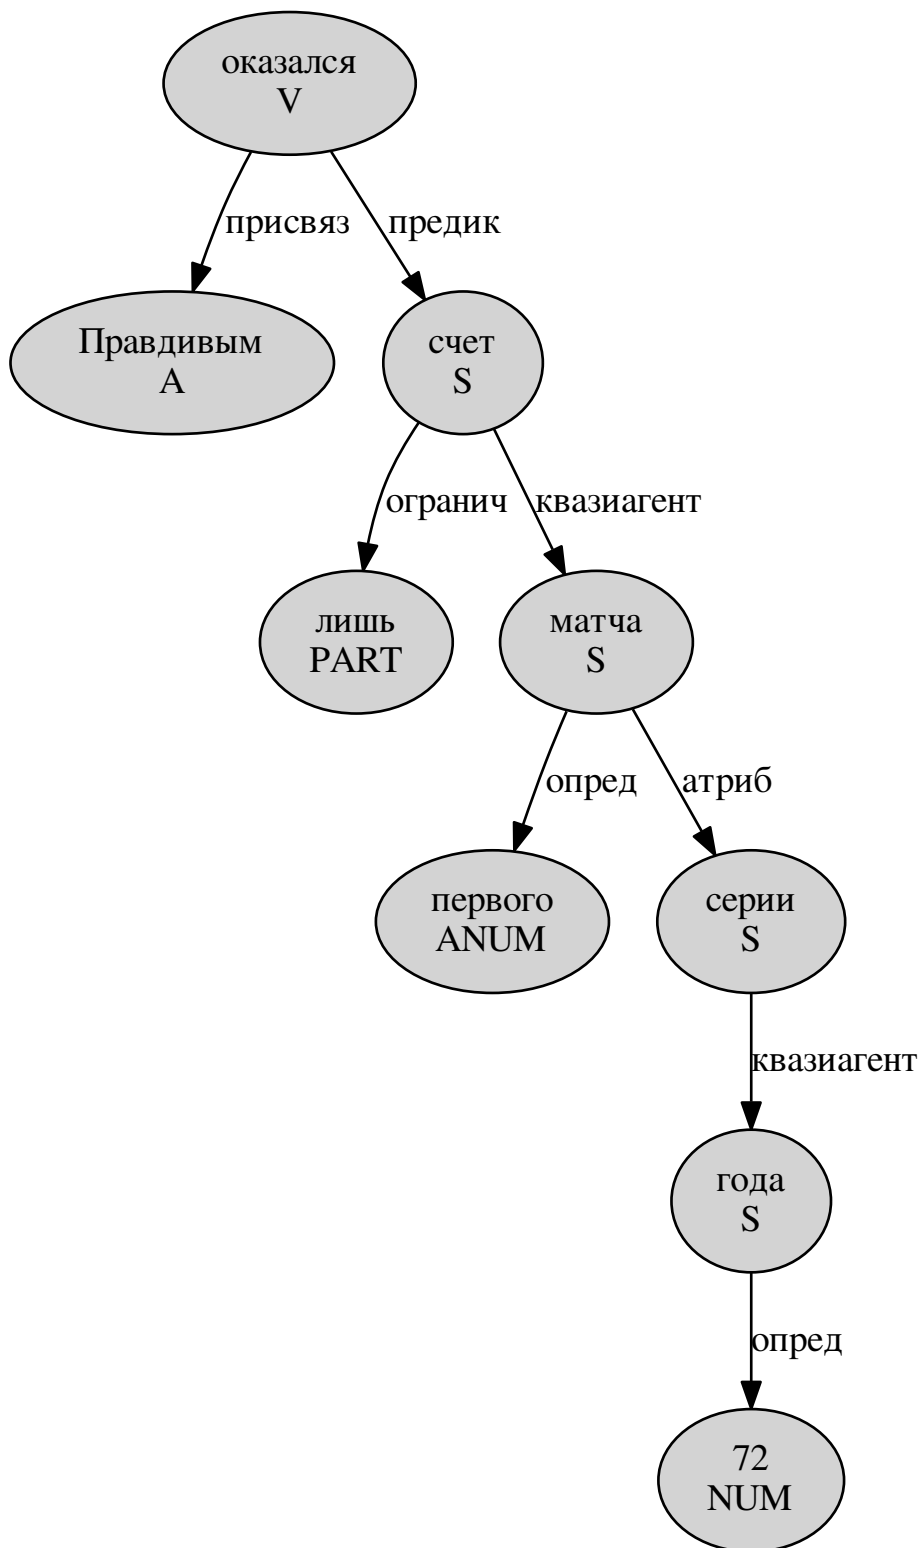 оказался
V
присвяз
предик
Правдивым
A
счет
S
огранич
квазиагент
лишь
PART
матча
S
опред
атриб
первого
ANUM
серии
S
квазиагент
года
S
опред
72
NUM